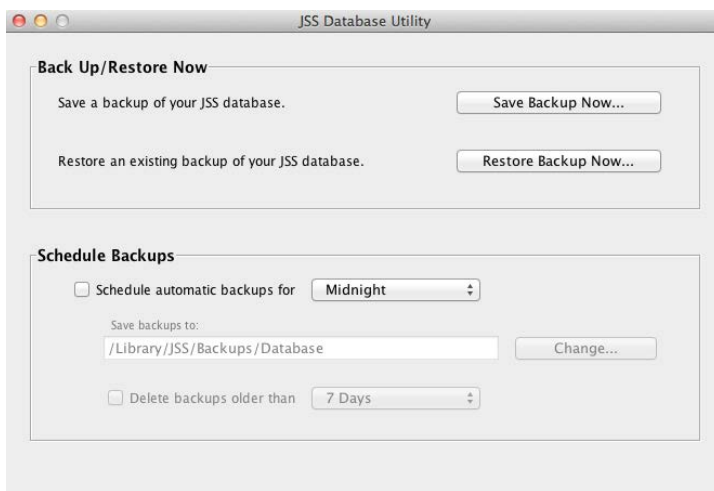 JSS Database Utility
Back Up/Restore Now
Save a backup of your JSS database.
Save Backup Now...
Restore an existing backup of your JSS database.
Restore Backup Now...
Schedule Backups
Schedule automatic backups for
Midnight
Save backups to:
/Library/JSS/Backups/Database
Change...
Delete backups older than
7 Days